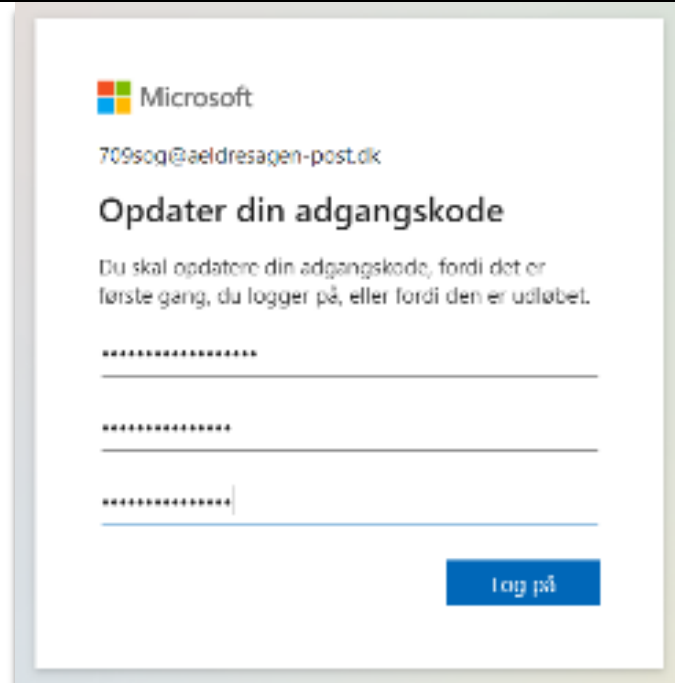 Microsoft
709sog@aeldresagen-post.dk
Opdater din adgangskode
Du skal opdatere din adgangskode, fordi det er
første gang, du logger på, eller fordi den er udløbet.
••••••••••••••••••
•••••••••••••••
•••••••••••••••
Log på